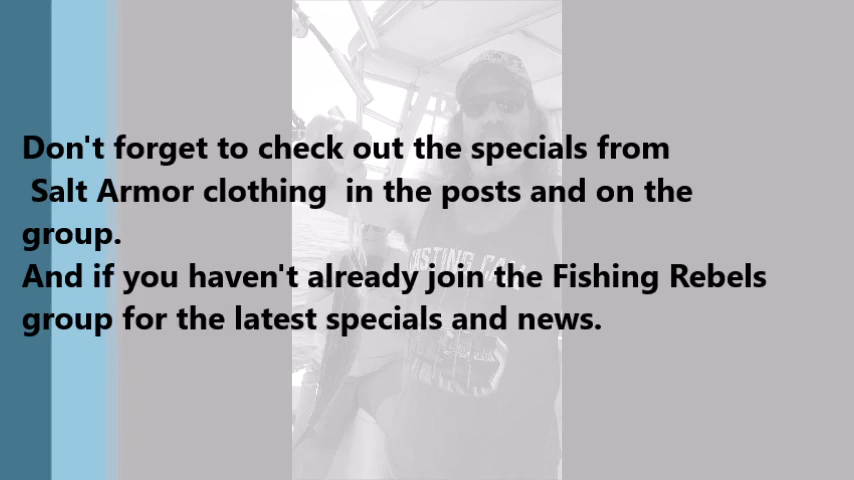 Don't forget to check out the specials from
Salt Armor clothing  in the posts and on the
group.
And if you haven't already join the Fishing Rebels
group for the latest specials and news.